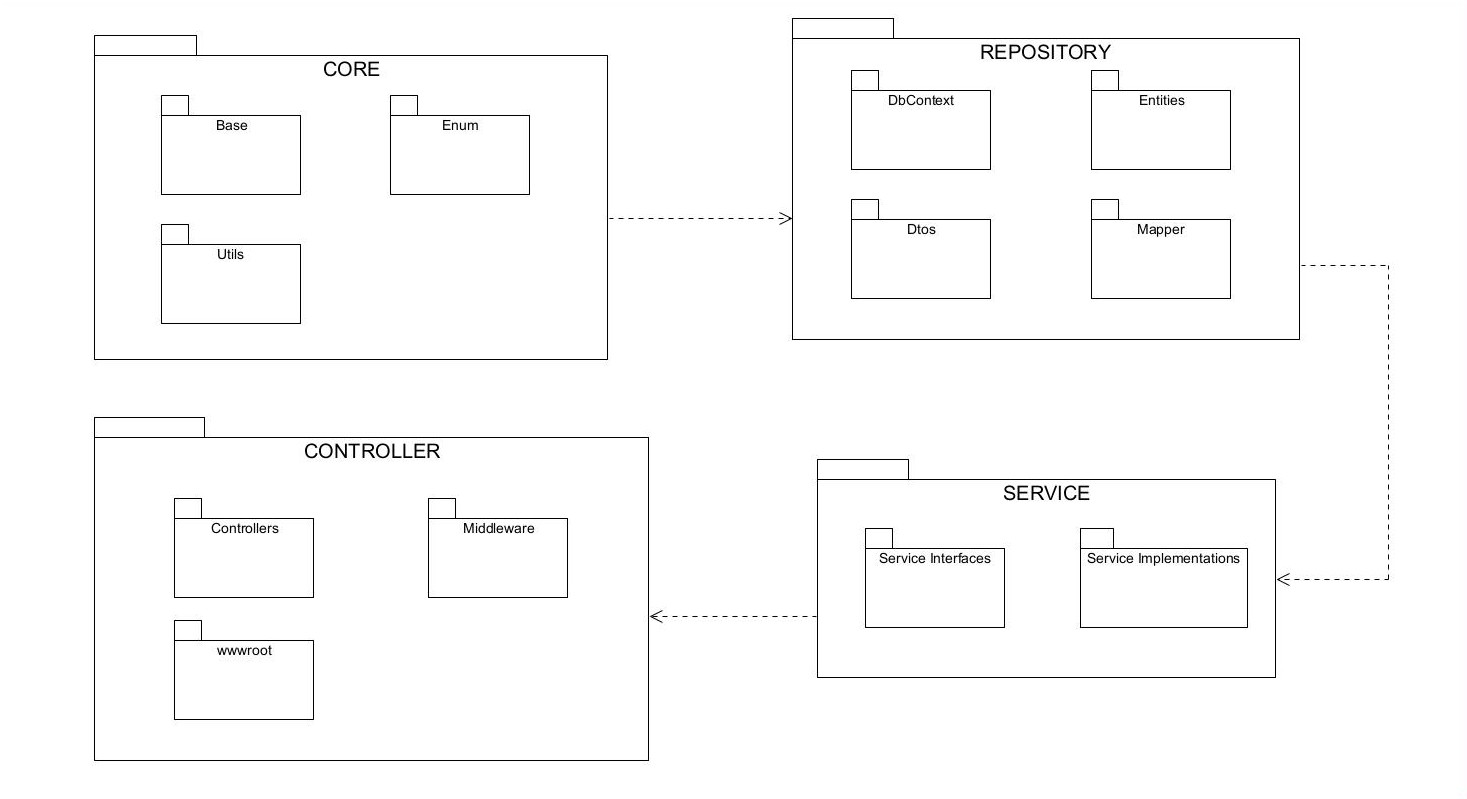 CORE
Base
Enum
Utils
REPOSITORY
DbContext
Entities
Dtos
Mapper
CONTROLLER
Controllers
Middleware
wwwroot
SERVICE
Service Interfaces
Service Implementations